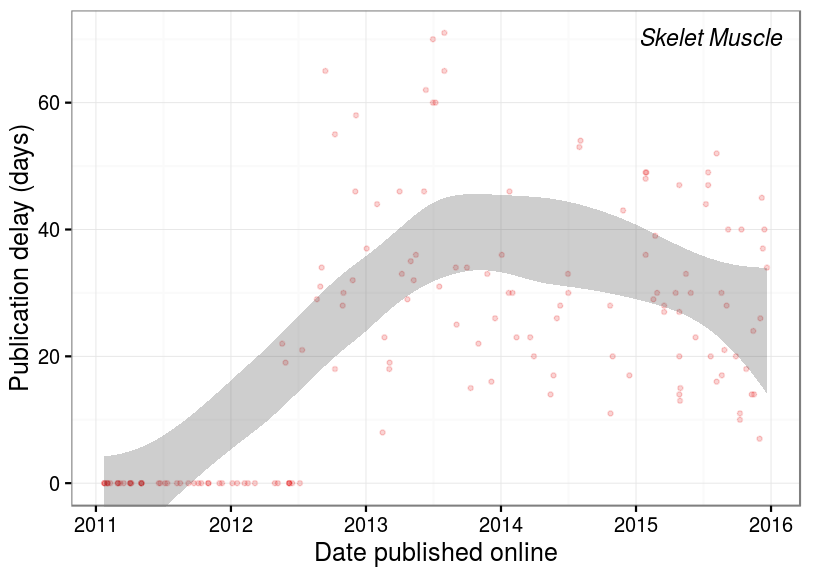 Skelet Muscle
Publication delay (days)
60
40
20
0
2011 2012 2013 2014 2015 2016
Date published online